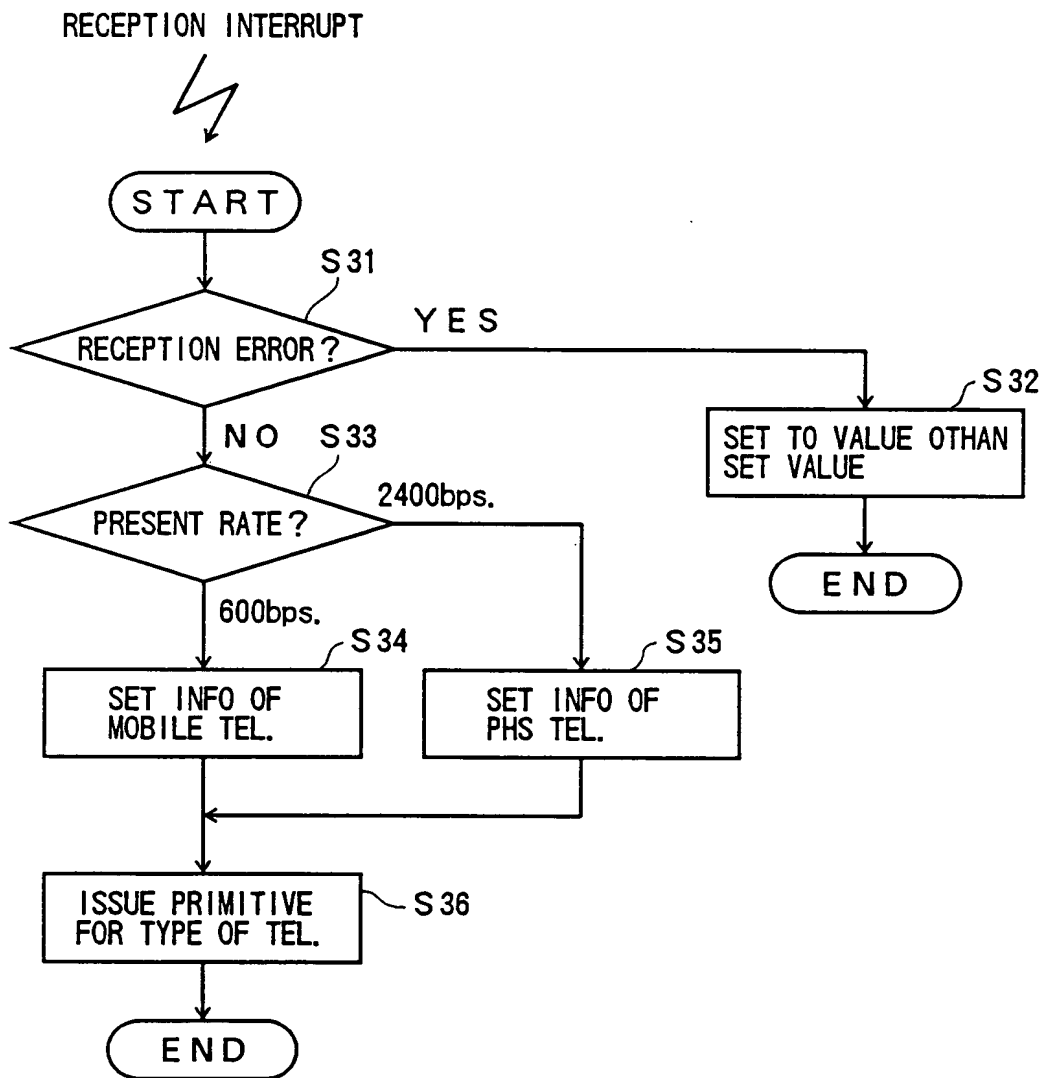 RECEPTION INTERRUPT
START
S31
RECEPTION ERROR?
YES
S32
SET TO VALUE OTHAN
SET VALUE
END
NO
S33
PRESENT RATE?
2400bps.
600bps.
S34
SET INFO OF
MOBILE TEL.
S35
SET INFO OF
PHS TEL.
ISSUE PRIMITIVE
FOR TYPE OF TEL.
S36
END